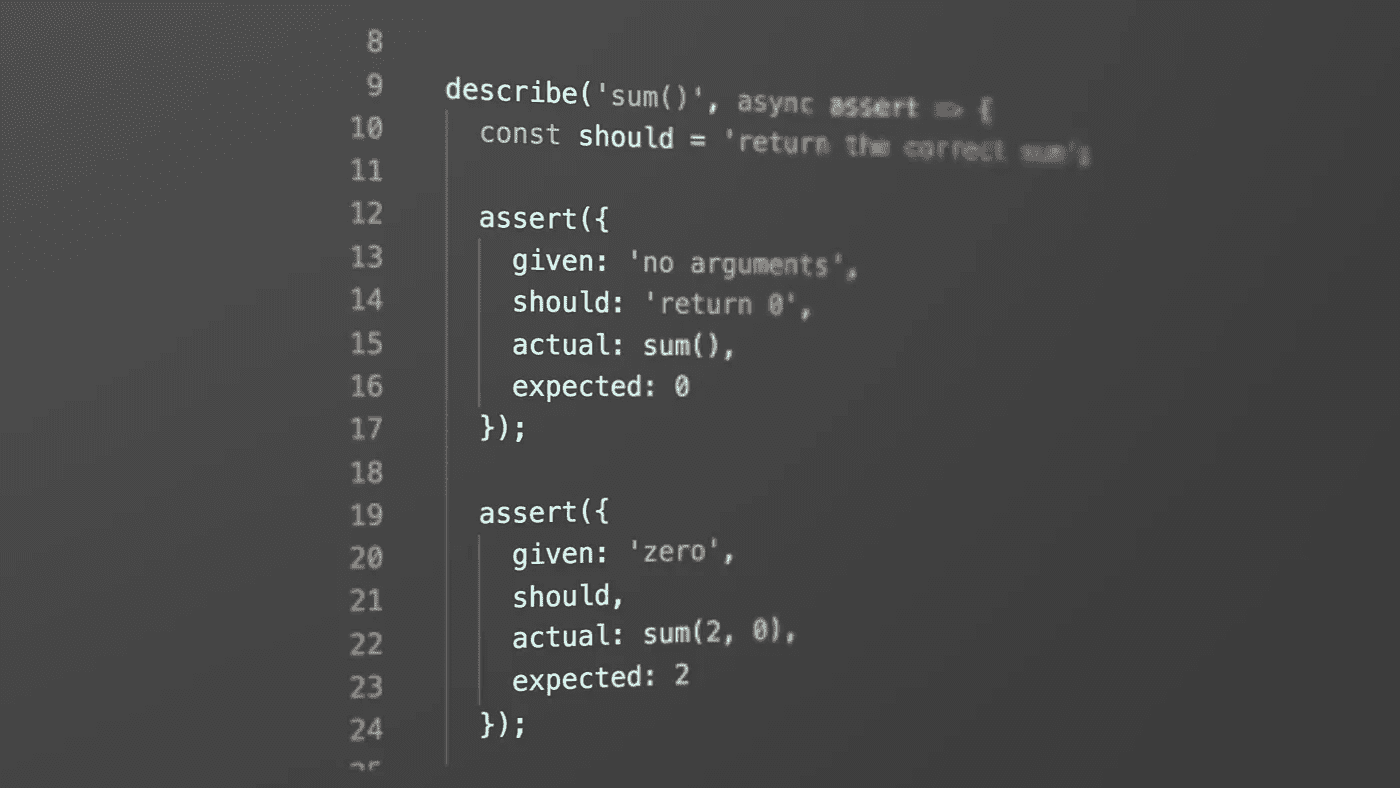 8
9 describe('sum()', async assert => {
10 const should = 'return the correct sum';
11
12 assert({
13 given: 'no arguments',
14 should: 'return 0',
15 actual: sum(),
16 expected: 0
17 });
18
19 assert({
20 given: 'zero',
21 should,
22 actual: sum(2, 0),
23 expected: 2
24 });